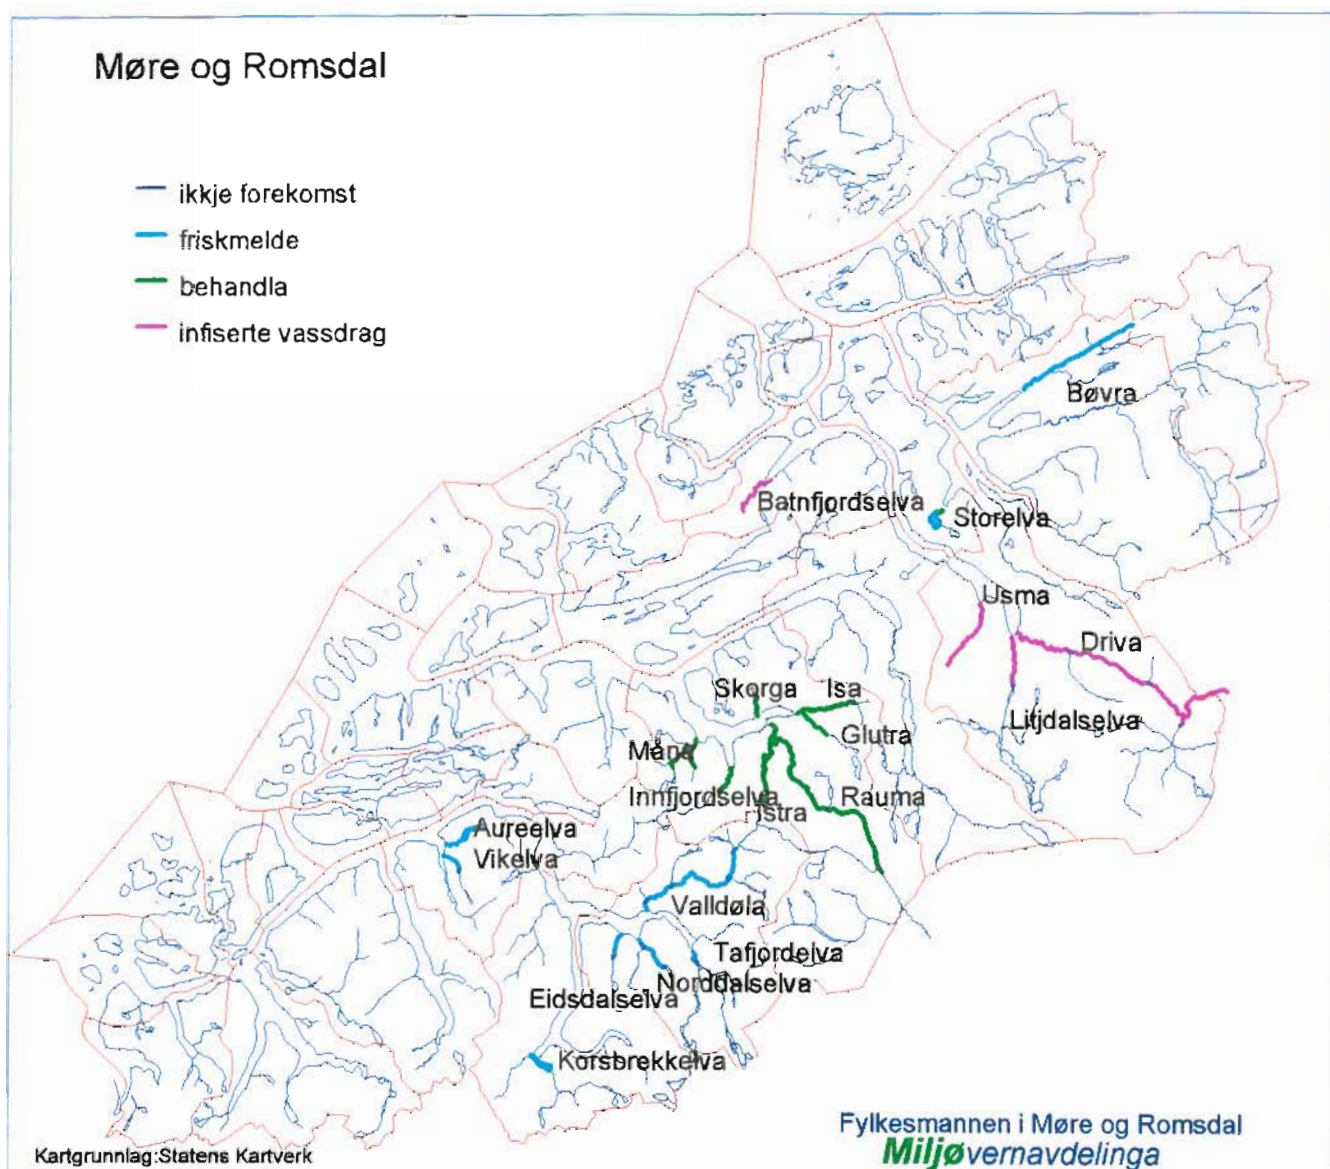 Møre og Romsdal
ikkje forekomst
friskmelde
behandla
infiserte vassdrag
Bøvra
Batnfjordselva
Storelva
Usma
Driva
Litjdalselva
Skorga
Isa
Glutra
Måna
Innfjordselva
Istra
Rauma
Aureelva
Vikelva
Valldøla
Tafjordelva
Norddalselva
Eidsdalselva
Korsbrekkelva
Fylkesmannen i Møre og Romsdal
Miljøvernavdelinga
Kartgrunnlag:Statens Kartverk